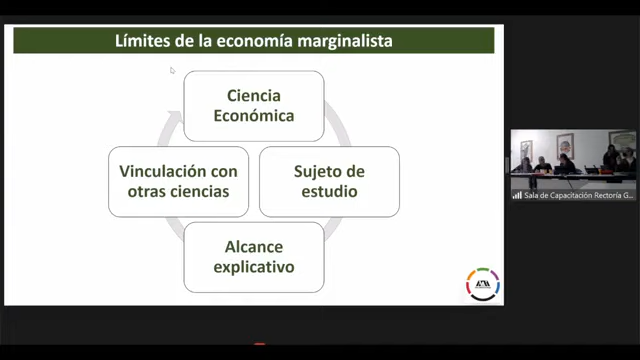 Límites de la economía marginalista
Ciencia
Económica
Vinculación con
otras ciencias
Sujeto de
estudio
Alcance
explicativo
Sala de Capacitación Rectoría G...